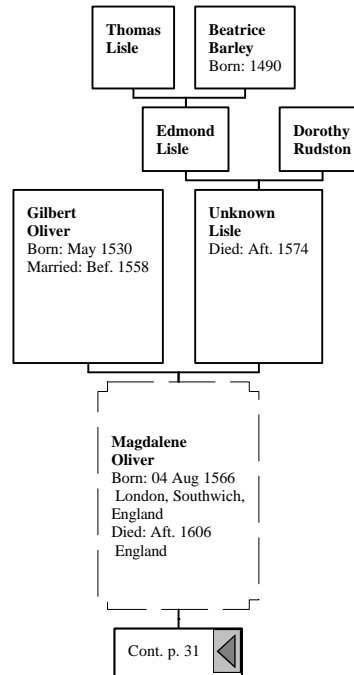 Thomas
Lisle
Beatrice
Barley
Born: 1490
Edmond
Lisle
Dorothy
Rudston
Gilbert
Oliver
Born: May 1530
Married: Bef. 1558
Unknown
Lisle
Died: Aft. 1574
Magdalene
Oliver
Born: 04 Aug 1566
London, Southwich,
England
Died: Aft. 1606
England
Cont. p. 31